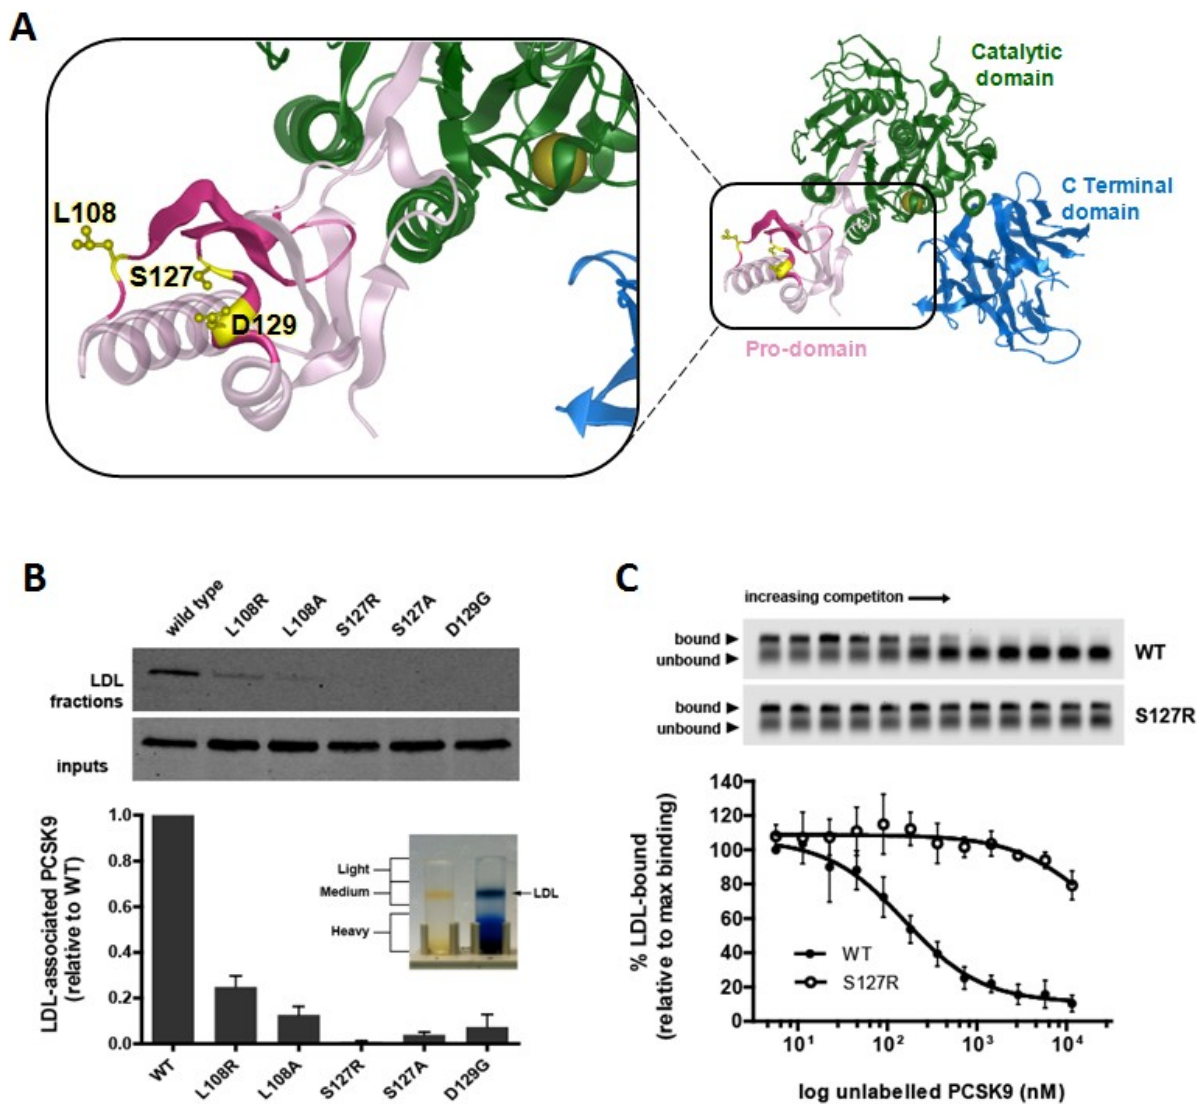 A
Catalytic
domain
C Terminal
domain
L108
S127
D129
Pro-domain
B
wild type
L108R
L108A
S127R
S127A
D129G
LDL
fractions
inputs
LDL-associated PCSK9
(relative to WT)
1.0
0.8
0.6
0.4
0.2
0.0
Light
Medium
Heavy
LDL
WT
L108R
L108A
S127R
S127A
D129G
C
increasing competiton
bound
unbound
WT
bound
unbound
S127R
% LDL-bound
(relative to max binding)
140
120
100
80
60
40
20
0
WT
S127R
10¹
10²
10³
10⁴
log unlabelled PCSK9 (nM)